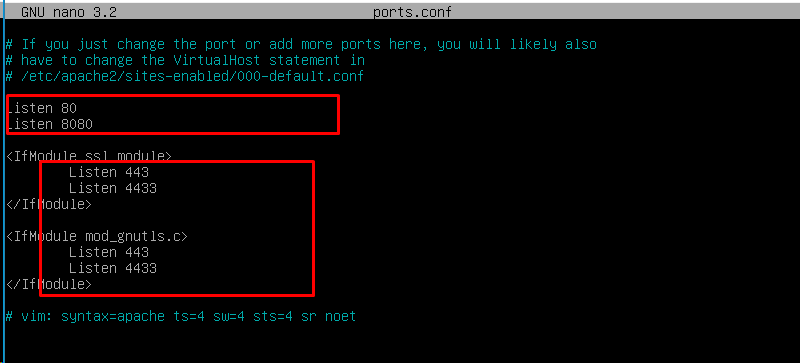 GNU nano 3.2 ports.conf
# If you just change the port or add more ports here, you will likely also
# have to change the VirtualHost statement in
# /etc/apache2/sites-enabled/000-default.conf
Listen 80
Listen 8080
<IfModule ssl_module>
Listen 443
Listen 4433
</IfModule>
<IfModule mod_gnutls.c>
Listen 443
Listen 4433
</IfModule>
# vim: syntax=apache ts=4 sw=4 sts=4 sr noet